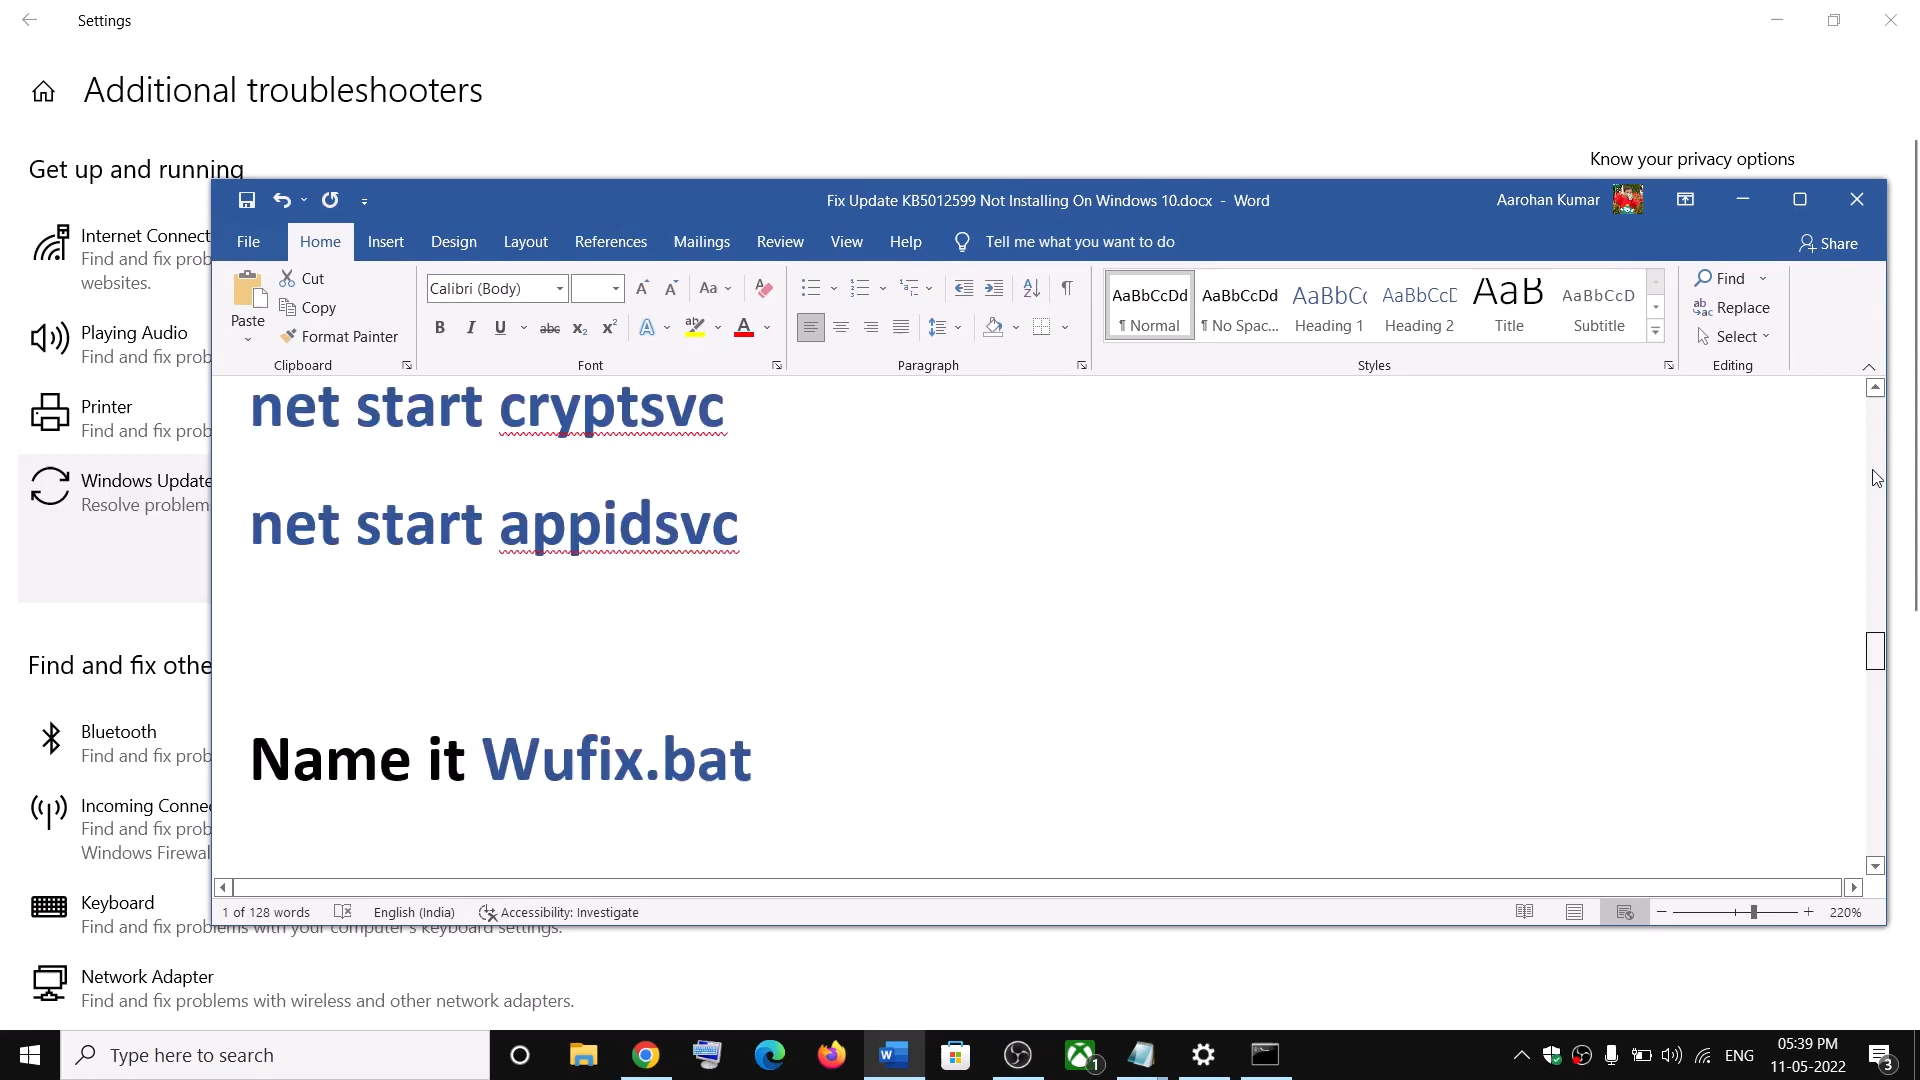 Settings
Additional troubleshooters
Get up and running
Know your privacy options
Internet Connect
Find and fix prob
websites.
Playing Audio
Find and fix prob
Printer
Find and fix prob
Windows Update
Resolve problem
Find and fix othe
Bluetooth
Find and fix prob
Incoming Connec
Find and fix prob
Windows Firewal
Keyboard
Find and fix problems with your computer's keyboard settings.
Network Adapter
Find and fix problems with wireless and other network adapters.
Fix Update KB5012599 Not Installing On Windows 10.docx - Word
Aarohan Kumar
File Home Insert Design Layout References Mailings Review View Help Tell me what you want to do Share
Paste
Cut
Copy
Format Painter
Clipboard
Calibri (Body)
Font
Paragraph
AaBbCcDd AaBbCcDd AaBbCc AaBbCcD AaB AaBbCcD
¶ Normal ¶ No Spac... Heading 1 Heading 2 Title Subtitle
Styles
Find
Replace
Select
Editing
net start cryptsvc
net start appidsvc
Name it Wufix.bat
1 of 128 words English (India) Accessibility: Investigate 220%
Type here to search
1
ENG
05:39 PM
11-05-2022
3